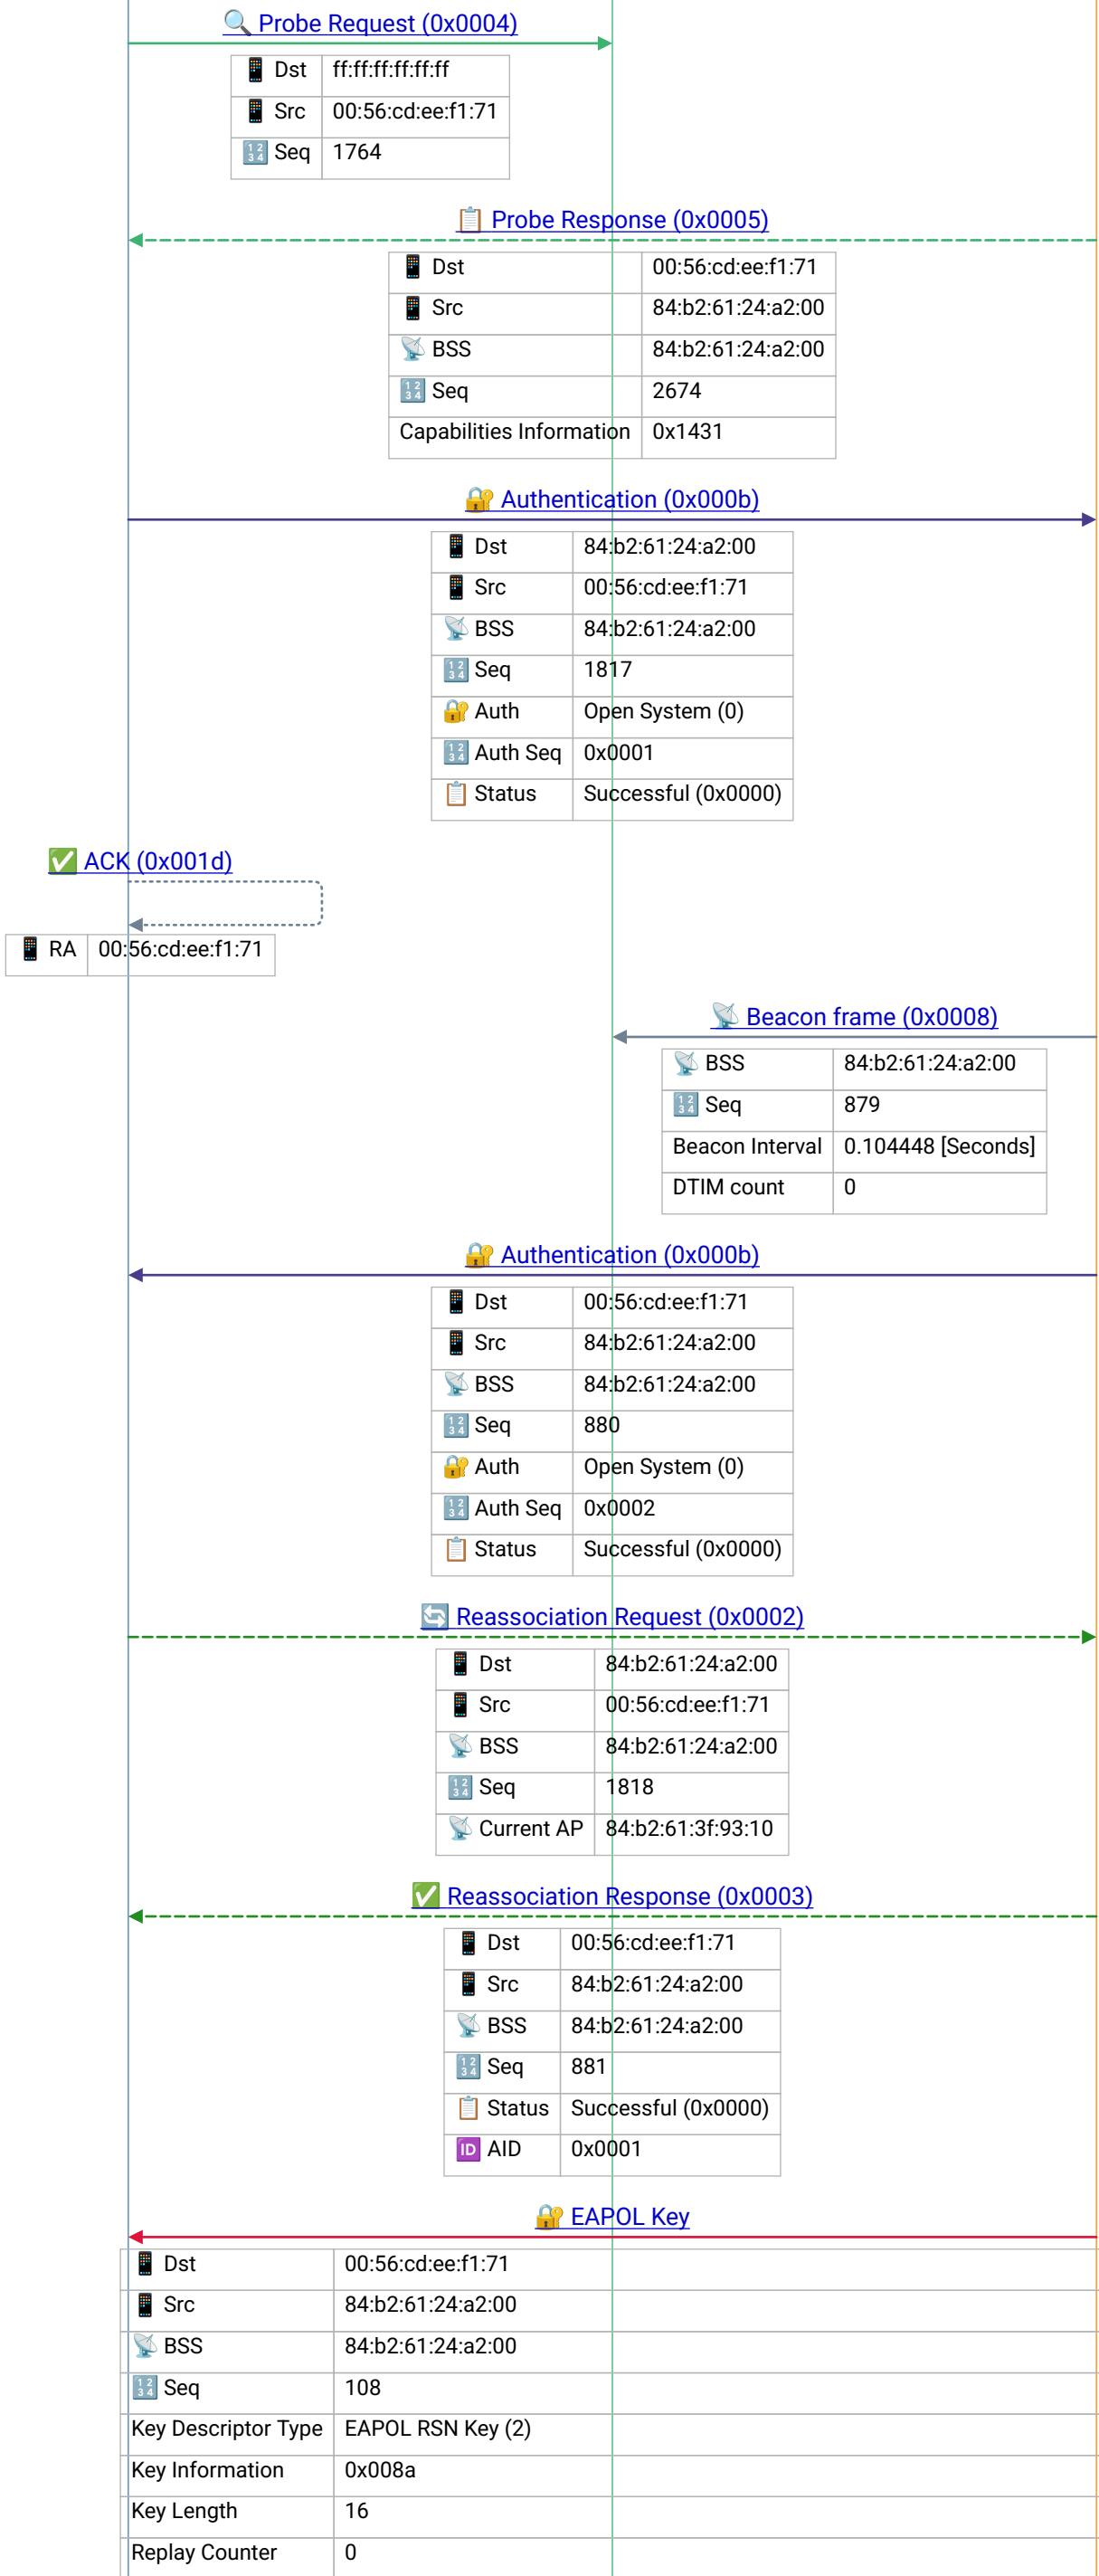 🔍 Probe Request (0x0004)
📱 Dst ff:ff:ff:ff:ff:ff
📱 Src 00:56:cd:ee:f1:71
🔢 Seq 1764
📋 Probe Response (0x0005)
📱 Dst 00:56:cd:ee:f1:71
📱 Src 84:b2:61:24:a2:00
📡 BSS 84:b2:61:24:a2:00
🔢 Seq 2674
Capabilities Information 0x1431
🔐 Authentication (0x000b)
📱 Dst 84:b2:61:24:a2:00
📱 Src 00:56:cd:ee:f1:71
📡 BSS 84:b2:61:24:a2:00
🔢 Seq 1817
🔐 Auth Open System (0)
🔢 Auth Seq 0x0001
📋 Status Successful (0x0000)
✅ ACK (0x001d)
📱 RA 00:56:cd:ee:f1:71
📡 Beacon frame (0x0008)
📡 BSS 84:b2:61:24:a2:00
🔢 Seq 879
Beacon Interval 0.104448 [Seconds]
DTIM count 0
🔐 Authentication (0x000b)
📱 Dst 00:56:cd:ee:f1:71
📱 Src 84:b2:61:24:a2:00
📡 BSS 84:b2:61:24:a2:00
🔢 Seq 880
🔐 Auth Open System (0)
🔢 Auth Seq 0x0002
📋 Status Successful (0x0000)
🔄 Reassociation Request (0x0002)
📱 Dst 84:b2:61:24:a2:00
📱 Src 00:56:cd:ee:f1:71
📡 BSS 84:b2:61:24:a2:00
🔢 Seq 1818
📡 Current AP 84:b2:61:3f:93:10
✅ Reassociation Response (0x0003)
📱 Dst 00:56:cd:ee:f1:71
📱 Src 84:b2:61:24:a2:00
📡 BSS 84:b2:61:24:a2:00
🔢 Seq 881
📋 Status Successful (0x0000)
🆔 AID 0x0001
🔐 EAPOL Key
📱 Dst 00:56:cd:ee:f1:71
📱 Src 84:b2:61:24:a2:00
📡 BSS 84:b2:61:24:a2:00
🔢 Seq 108
Key Descriptor Type EAPOL RSN Key (2)
Key Information 0x008a
Key Length 16
Replay Counter 0